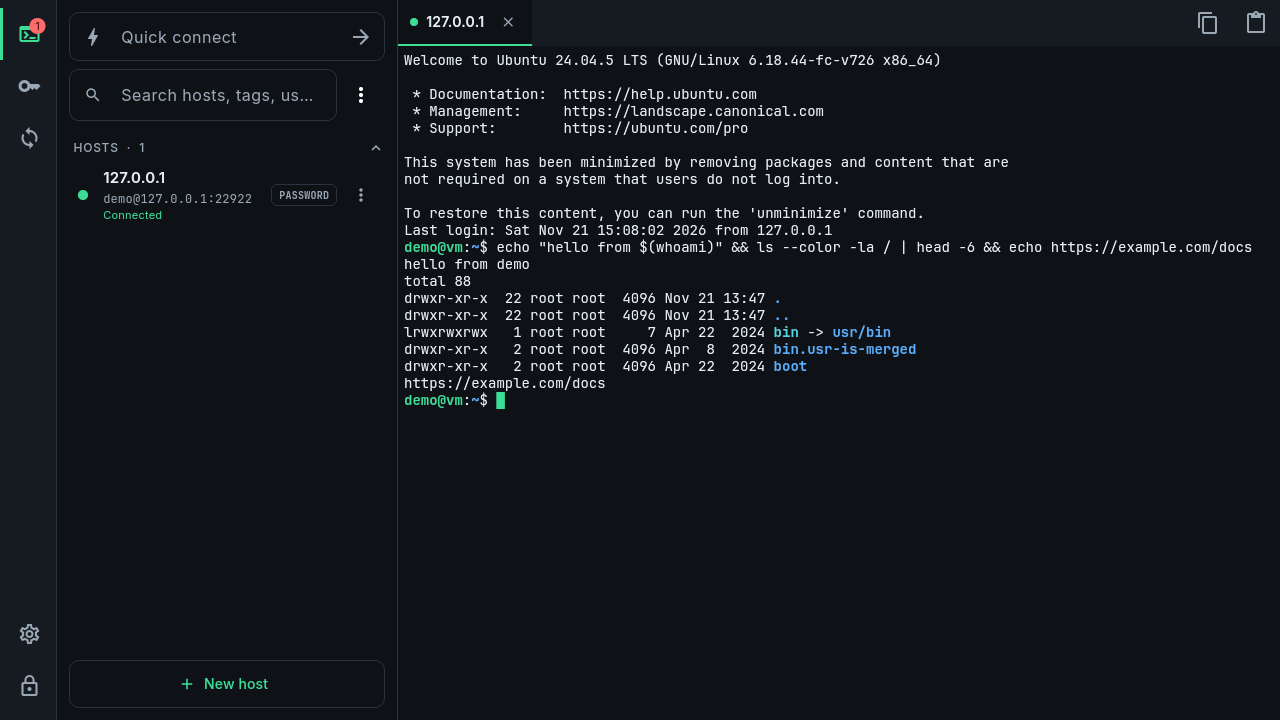 1
Quick connect
Search hosts, tags, us...
HOSTS · 1
127.0.0.1
demo@127.0.0.1:22922
Connected
PASSWORD
New host
127.0.0.1
Welcome to Ubuntu 24.04.5 LTS (GNU/Linux 6.18.44-fc-v726 x86_64)
* Documentation:  https://help.ubuntu.com
* Management:     https://landscape.canonical.com
* Support:        https://ubuntu.com/pro
This system has been minimized by removing packages and content that are
not required on a system that users do not log into.
To restore this content, you can run the 'unminimize' command.
Last login: Sat Nov 21 15:08:02 2026 from 127.0.0.1
demo@vm:~$ echo "hello from $(whoami)" && ls --color -la / | head -6 && echo https://example.com/docs
hello from demo
total 88
drwxr-xr-x  22 root root  4096 Nov 21 13:47 .
drwxr-xr-x  22 root root  4096 Nov 21 13:47 ..
lrwxrwxrwx   1 root root     7 Apr 22  2024 bin -> usr/bin
drwxr-xr-x   2 root root  4096 Apr  8  2024 bin.usr-is-merged
drwxr-xr-x   2 root root  4096 Apr 22  2024 boot
https://example.com/docs
demo@vm:~$